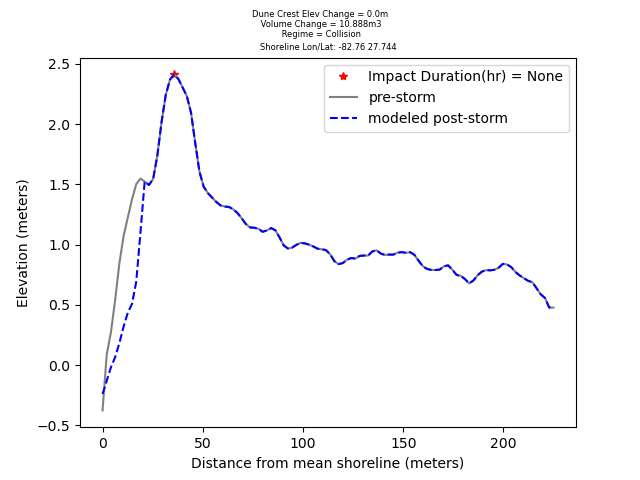 Dune Crest Elev Change = 0.0m
Volume Change = 10.888m3
Regime = Collision
Shoreline Lon/Lat: -82.76 27.744
Impact Duration(hr) = None
pre-storm
modeled post-storm
2.5
2.0
1.5
1.0
0.5
0.0
−0.5
Elevation (meters)
0 50 100 150 200
Distance from mean shoreline (meters)